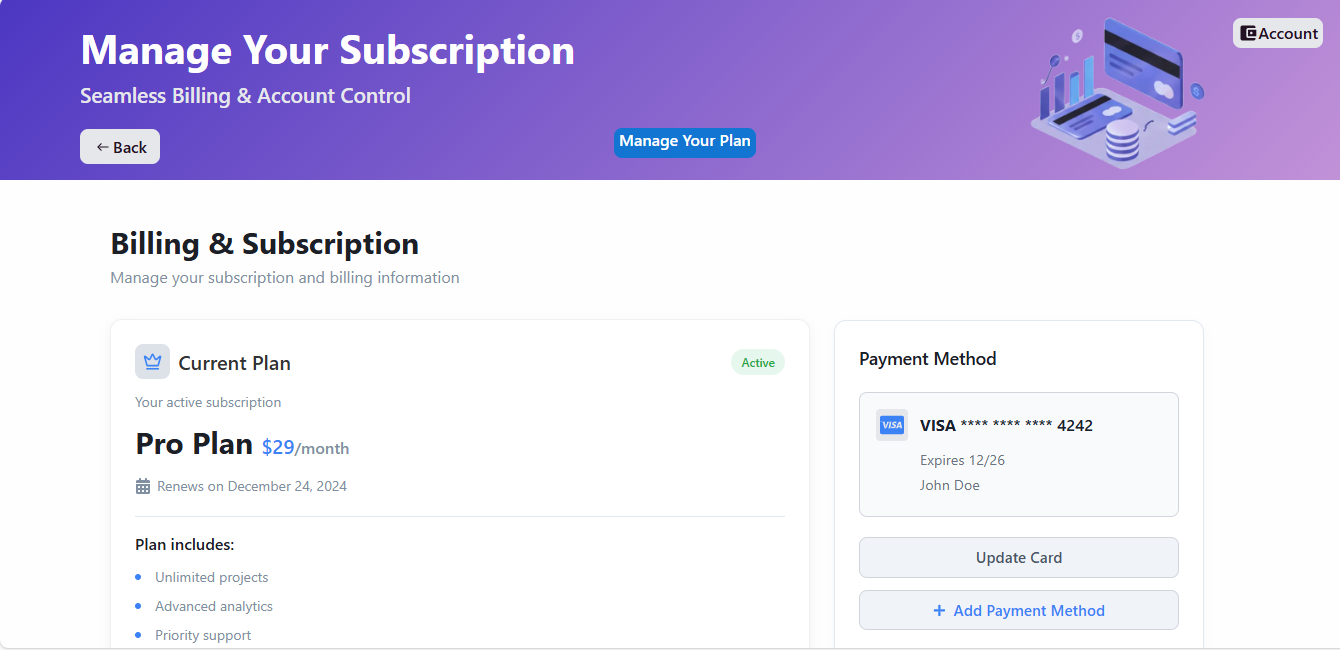 Manage Your Subscription
Seamless Billing & Account Control
Account
← Back
Manage Your Plan
Billing & Subscription
Manage your subscription and billing information
Current Plan
Active
Your active subscription
Pro Plan $29/month
Renews on December 24, 2024
Plan includes:
Unlimited projects
Advanced analytics
Priority support
Payment Method
VISA VISA **** **** **** 4242
Expires 12/26
John Doe
Update Card
+ Add Payment Method